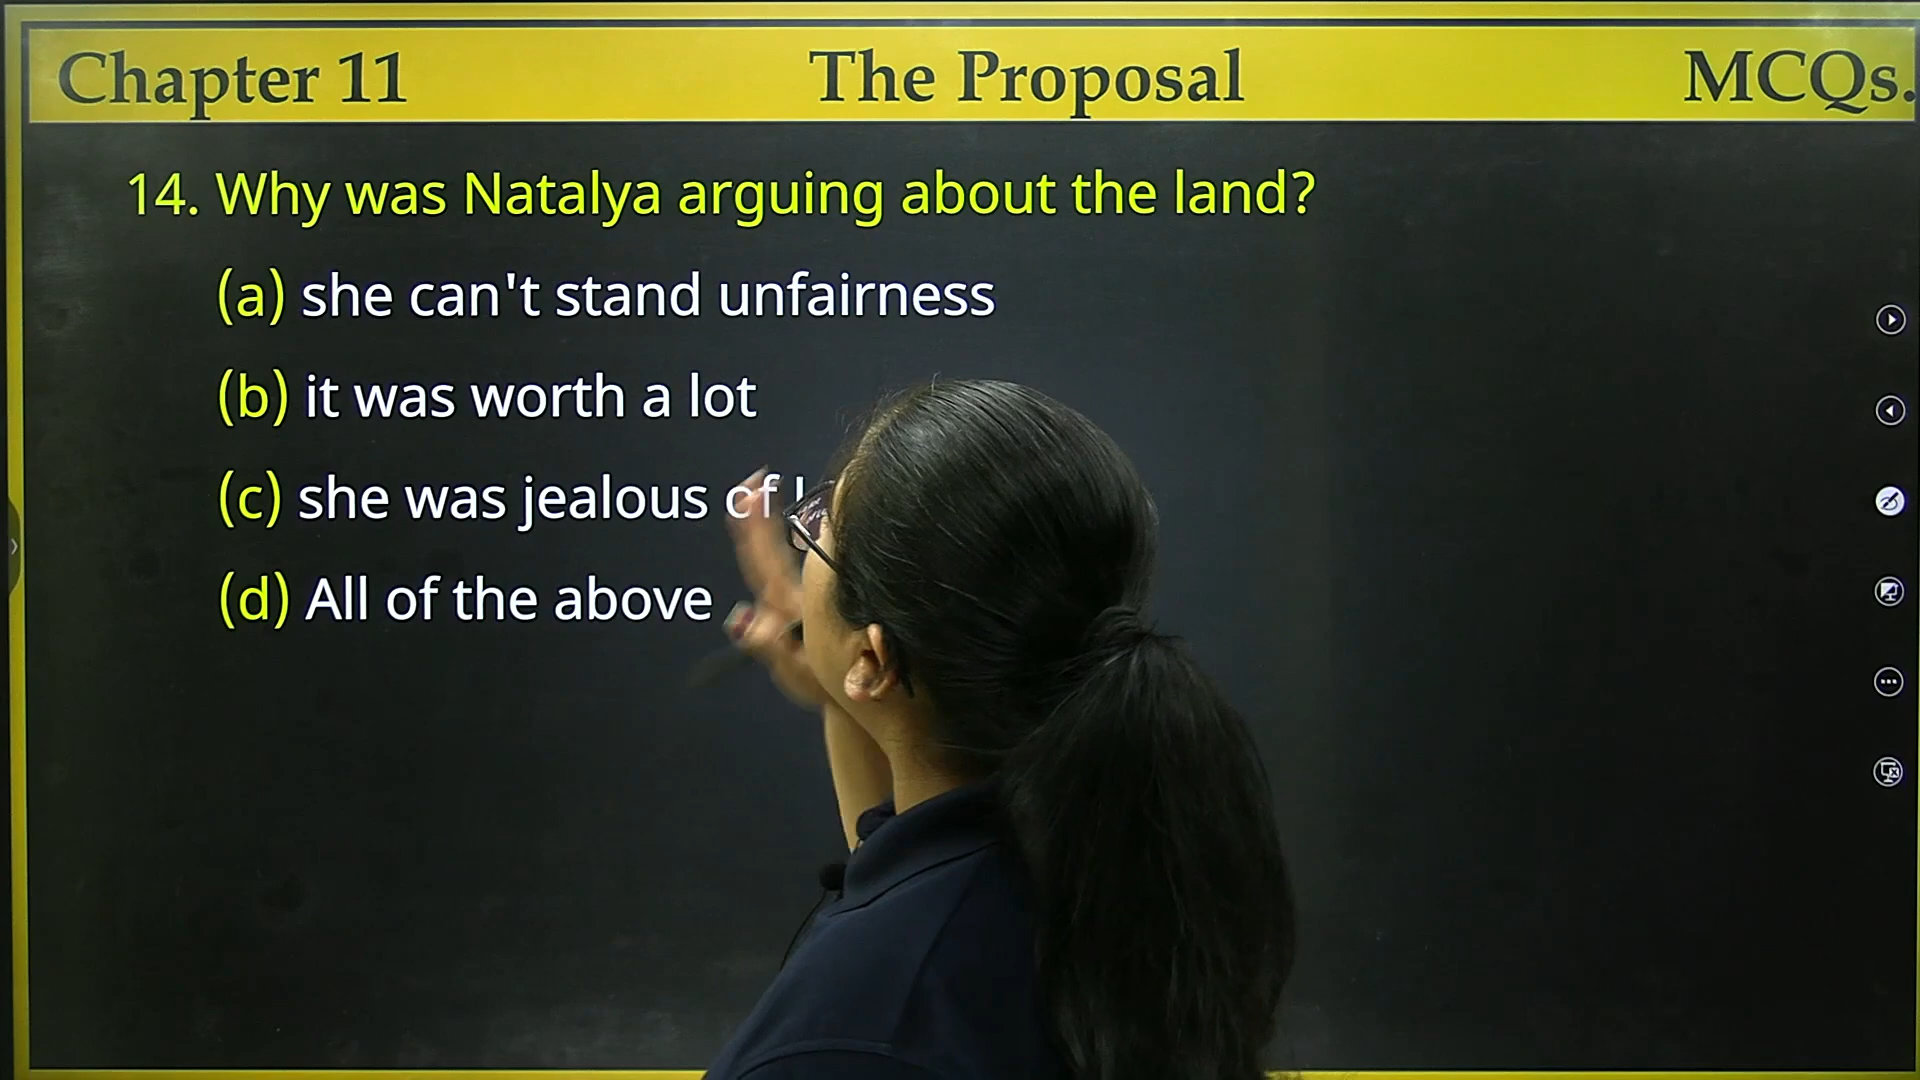 Chapter 11 The Proposal MCQs.
14. Why was Natalya arguing about the land?
(a) she can't stand unfairness
(b) it was worth a lot
(c) she was jealous of
(d) All of the above